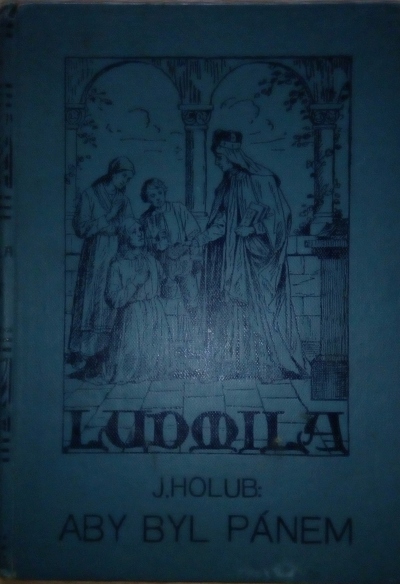 LUDMILA
J. HOLUB:
ABY BYL PÁNEM